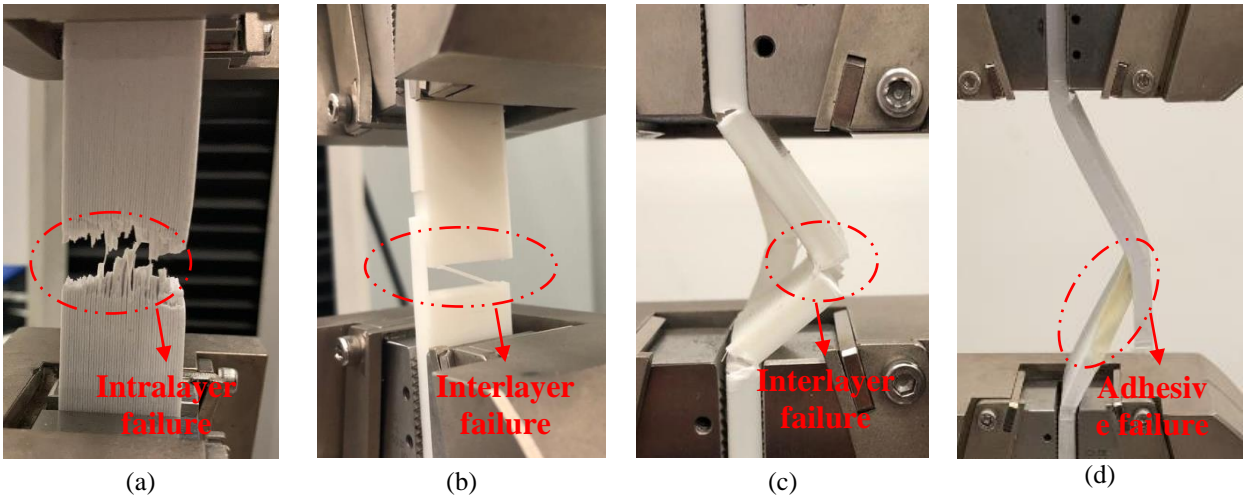 Intralayer
failure
Interlayer
failure
Interlayer
failure
Adhesiv
e failure
(a)
(b)
(c)
(d)